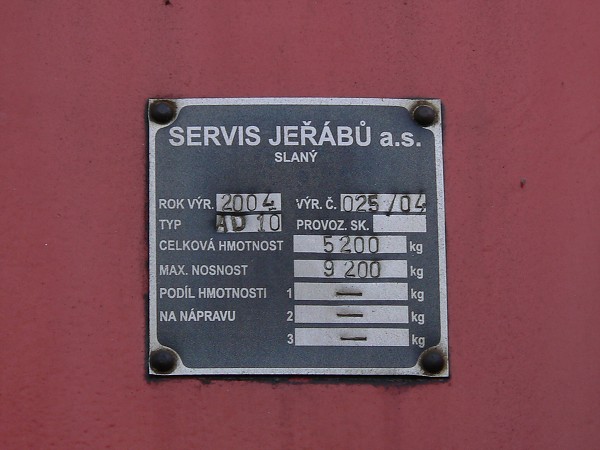 SERVIS JEŘÁBŮ a.s.
SLANÝ
ROK VÝR. 2004 VÝR. Č. 025/04
TYP AD 10 PROVOZ. SK.
CELKOVÁ HMOTNOST 5 200 kg
MAX. NOSNOST 9 200 kg
PODÍL HMOTNOSTI 1 — kg
NA NÁPRAVU 2 — kg
3 — kg